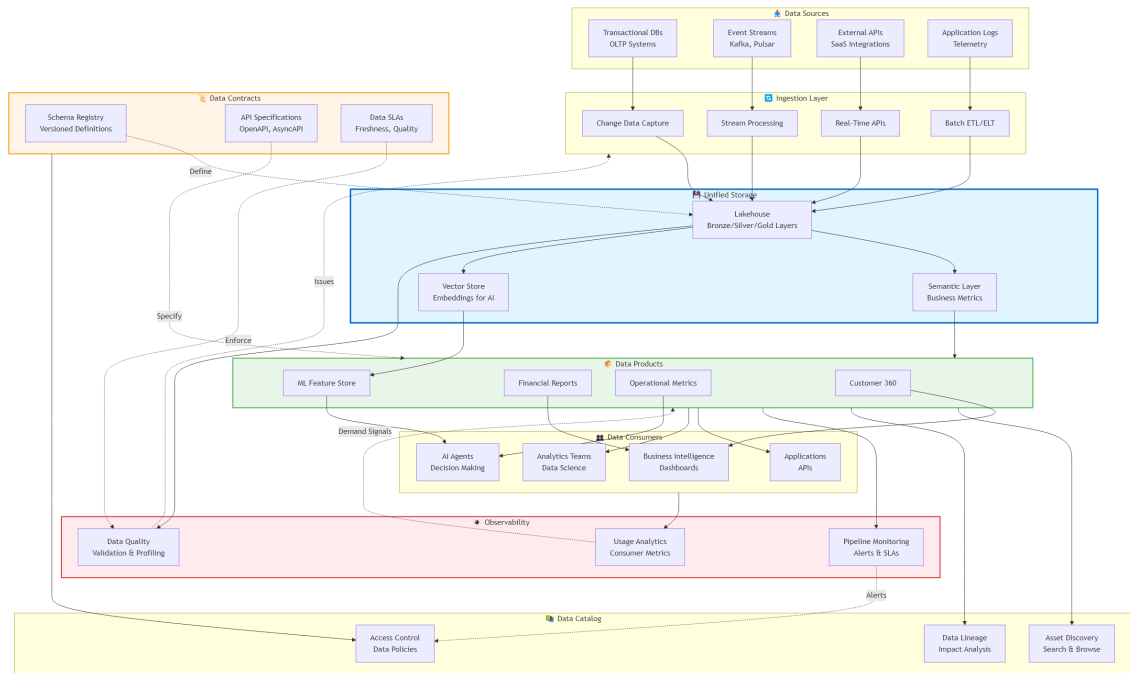 Data Sources
Transactional DBs
OLTP Systems
Event Streams
Kafka, Pulsar
External APIs
SaaS Integrations
Application Logs
Telemetry
Data Contracts
Schema Registry
Versioned Definitions
API Specifications
OpenAPI, AsyncAPI
Data SLAs
Freshness, Quality
Ingestion Layer
Change Data Capture
Stream Processing
Real-Time APIs
Batch ETL/ELT
Define
Unified Storage
Lakehouse
Bronze/Silver/Gold Layers
Issues
Vector Store
Embeddings for AI
Semantic Layer
Business Metrics
Specify
Enforce
Data Products
ML Feature Store
Financial Reports
Operational Metrics
Customer 360
Demand Signals
Data Consumers
AI Agents
Decision Making
Analytics Teams
Data Science
Business Intelligence
Dashboards
Applications
APIs
Observability
Data Quality
Validation & Profiling
Usage Analytics
Consumer Metrics
Pipeline Monitoring
Alerts & SLAs
Alerts
Data Catalog
Access Control
Data Policies
Data Lineage
Impact Analysis
Asset Discovery
Search & Browse